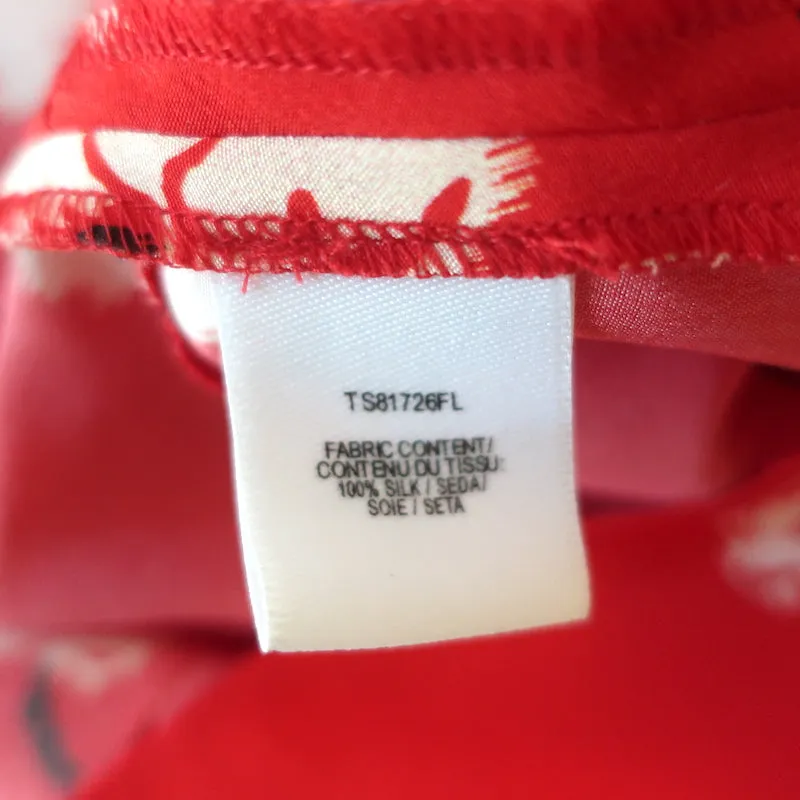 TS81726FL
FABRIC CONTENT/
CONTENU DU TISSU:
100% SILK / SEDA/
SOIE / SETA